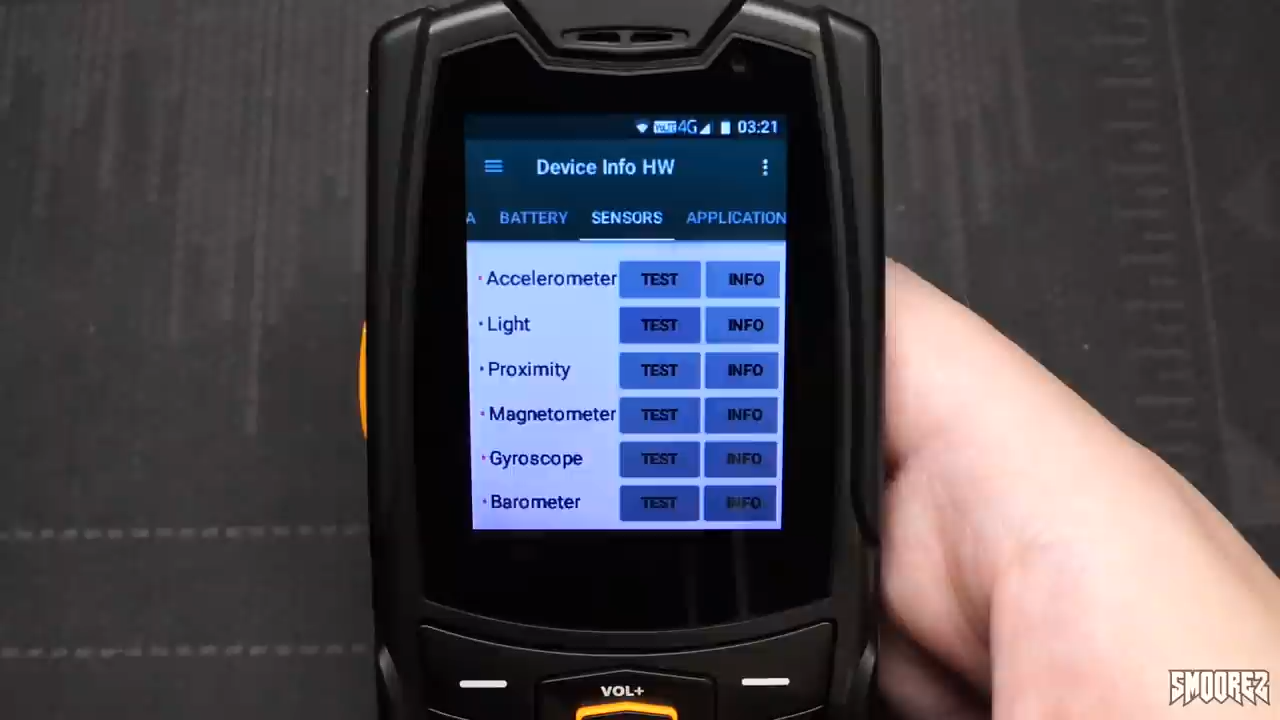 VoLTE 4G 03:21
Device Info HW
A BATTERY SENSORS APPLICATION
Accelerometer TEST INFO
Light TEST INFO
Proximity TEST INFO
Magnetometer TEST INFO
Gyroscope TEST INFO
Barometer TEST INFO
VOL+
SMOOREZ